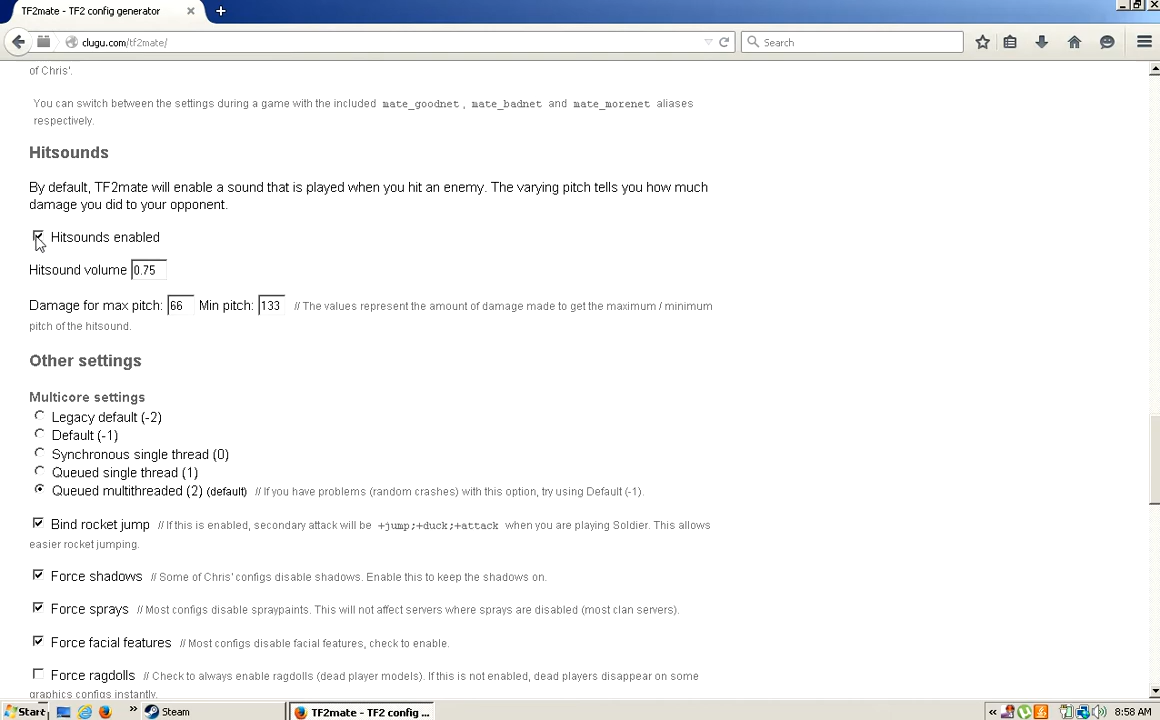 TF2mate - TF2 config generator
clugu.com/tf2mate/
Search
of Chris'.
You can switch between the settings during a game with the included mate_goodnet, mate_badnet and mate_morenet aliases
respectively.
Hitsounds
By default, TF2mate will enable a sound that is played when you hit an enemy. The varying pitch tells you how much
damage you did to your opponent.
Hitsounds enabled
Hitsound volume 0.75
Damage for max pitch: 66 Min pitch: 133 // The values represent the amount of damage made to get the maximum / minimum
pitch of the hitsound.
Other settings
Multicore settings
Legacy default (-2)
Default (-1)
Synchronous single thread (0)
Queued single thread (1)
Queued multithreaded (2) (default) // If you have problems (random crashes) with this option, try using Default (-1).
Bind rocket jump // If this is enabled, secondary attack will be +jump;+duck;+attack when you are playing Soldier. This allows
easier rocket jumping.
Force shadows // Some of Chris' configs disable shadows. Enable this to keep the shadows on.
Force sprays // Most configs disable spraypaints. This will not affect servers where sprays are disabled (most clan servers).
Force facial features // Most configs disable facial features, check to enable.
Force ragdolls // Check to always enable ragdolls (dead player models). If this is not enabled, dead players disappear on some
graphics configs instantly.
Start » Steam TF2mate - TF2 config ... « 8:58 AM